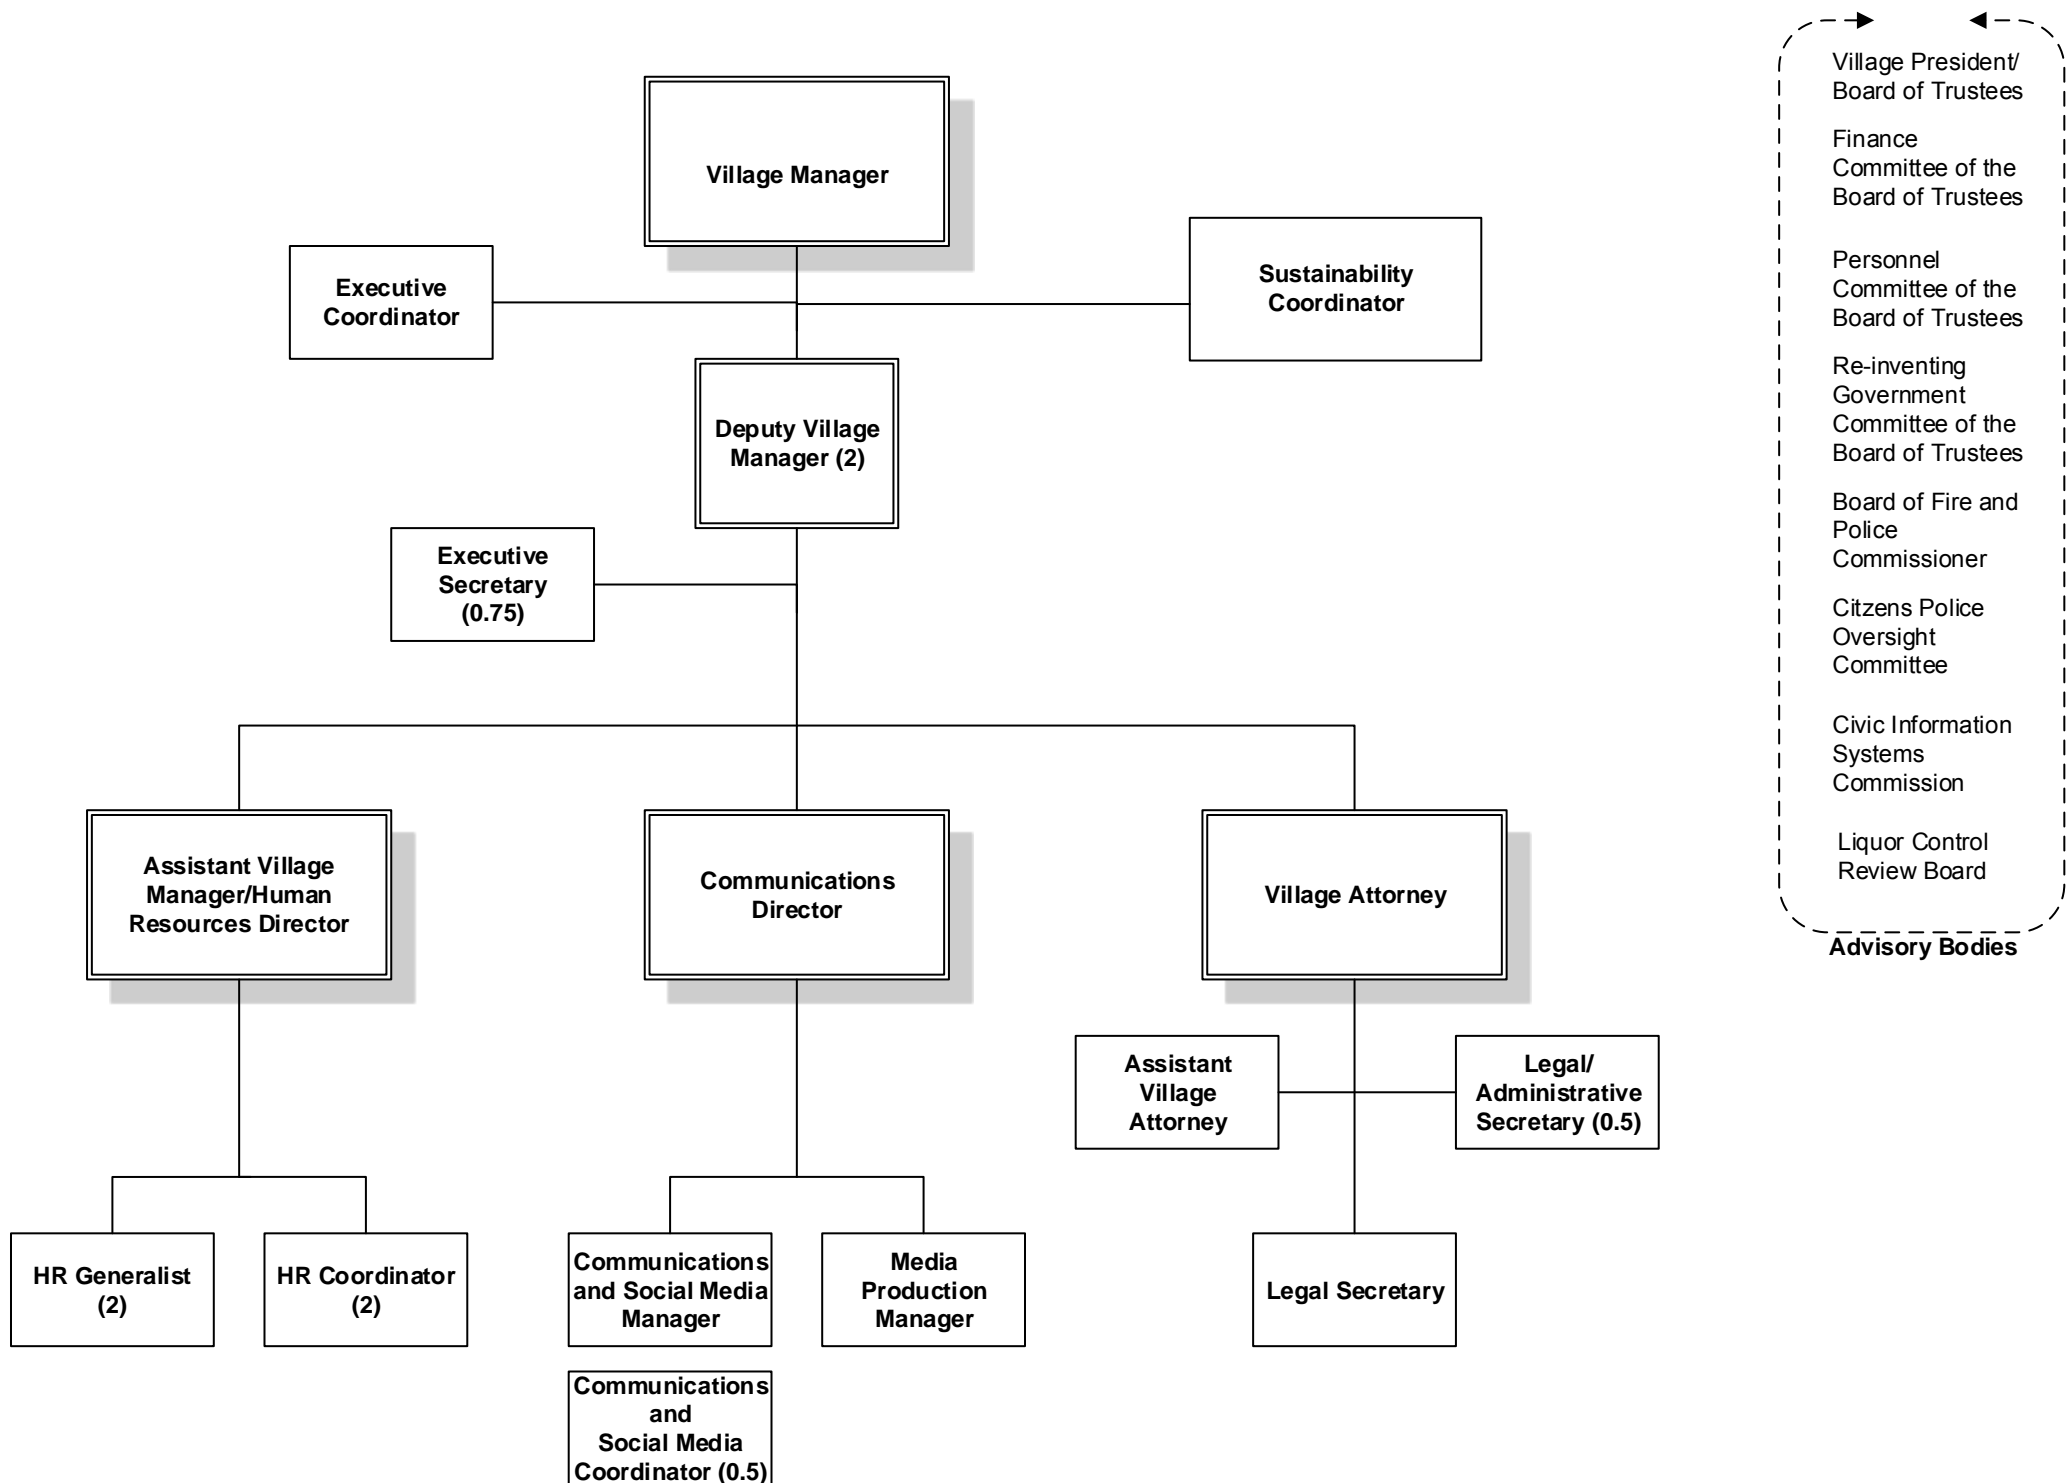 Village Manager
Executive
Coordinator
Sustainability
Coordinator
Deputy Village
Manager (2)
Executive
Secretary
(0.75)
Assistant Village
Manager/Human
Resources Director
Communications
Director
Village Attorney
Assistant
Village
Attorney
Legal/
Administrative
Secretary (0.5)
HR Generalist
(2)
HR Coordinator
(2)
Communications
and Social Media
Manager
Media
Production
Manager
Legal Secretary
Communications
and
Social Media
Coordinator (0.5)
Village President/
Board of Trustees
Finance
Committee of the
Board of Trustees
Personnel
Committee of the
Board of Trustees
Re-inventing
Government
Committee of the
Board of Trustees
Board of Fire and
Police
Commissioner
Citzens Police
Oversight
Committee
Civic Information
Systems
Commission
Liquor Control
Review Board
Advisory Bodies